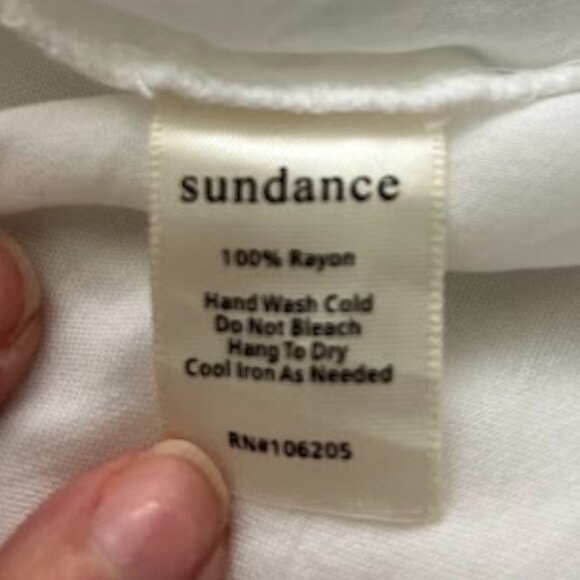 sundance
100% Rayon
Hand Wash Cold
Do Not Bleach
Hang To Dry
Cool Iron As Needed
RN#106205